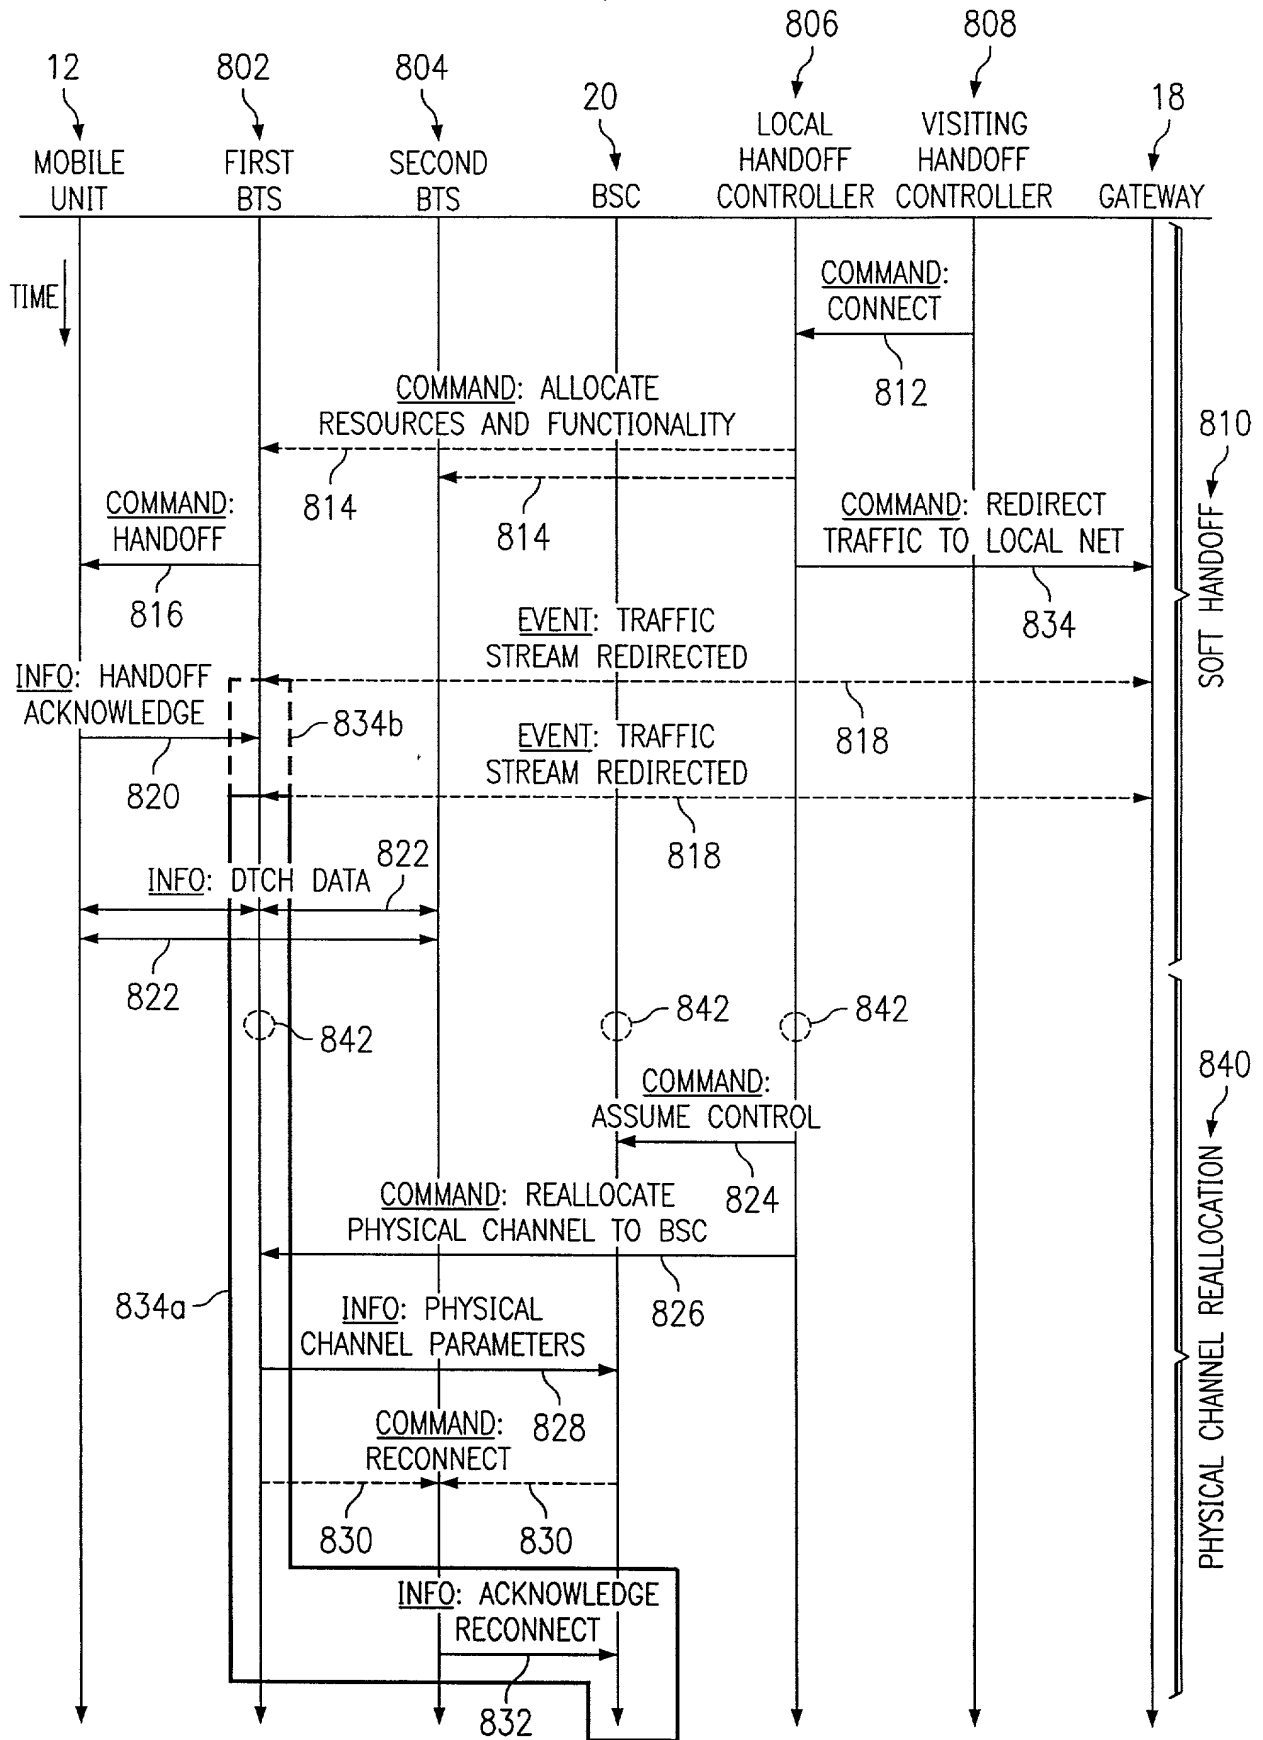 806
808
12
802
804
20
18
LOCAL
HANDOFF
CONTROLLER
VISITING
HANDOFF
CONTROLLER
MOBILE
UNIT
FIRST
BTS
SECOND
BTS
BSC
GATEWAY
TIME
COMMAND:
CONNECT
812
COMMAND: ALLOCATE
RESOURCES AND FUNCTIONALITY
814
814
COMMAND:
HANDOFF
816
COMMAND: REDIRECT
TRAFFIC TO LOCAL NET
834
810
SOFT HANDOFF
EVENT: TRAFFIC
STREAM REDIRECTED
818
INFO: HANDOFF
ACKNOWLEDGE
820
834b
EVENT: TRAFFIC
STREAM REDIRECTED
818
822
INFO: DTCH DATA
822
842
842
842
COMMAND:
ASSUME CONTROL
824
840
PHYSICAL CHANNEL REALLOCATION
COMMAND: REALLOCATE
PHYSICAL CHANNEL TO BSC
826
834a
INFO: PHYSICAL
CHANNEL PARAMETERS
828
COMMAND:
RECONNECT
830
830
INFO: ACKNOWLEDGE
RECONNECT
832